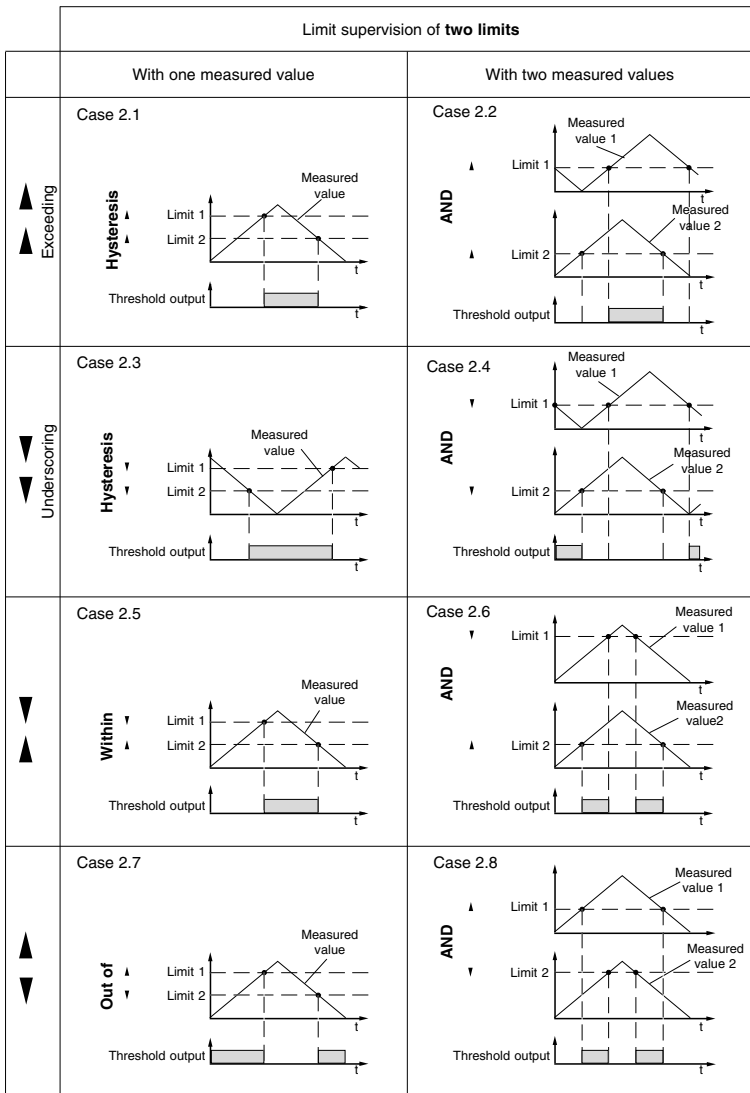 Limit supervision of two limits
With one measured value
With two measured values
Exceeding
Case 2.1
Hysteresis
Measured
value
Limit 1
Limit 2
t
Threshold output
t
Case 2.2
AND
Measured
value 1
Limit 1
t
Measured
value 2
Limit 2
t
Threshold output
t
Underscoring
Case 2.3
Hysteresis
Measured
value
Limit 1
Limit 2
t
Threshold output
t
Case 2.4
AND
Measured
value 1
Limit 1
t
Measured
value 2
Limit 2
t
Threshold output
t
Case 2.5
Within
Measured
value
Limit 1
Limit 2
t
Threshold output
t
Case 2.6
AND
Measured
value 1
Limit 1
t
Measured
value2
Limit 2
t
Threshold output
t
Case 2.7
Out of
Measured
value
Limit 1
Limit 2
t
Threshold output
t
Case 2.8
AND
Measured
value 1
Limit 1
t
Measured
value 2
Limit 2
t
Threshold output
t